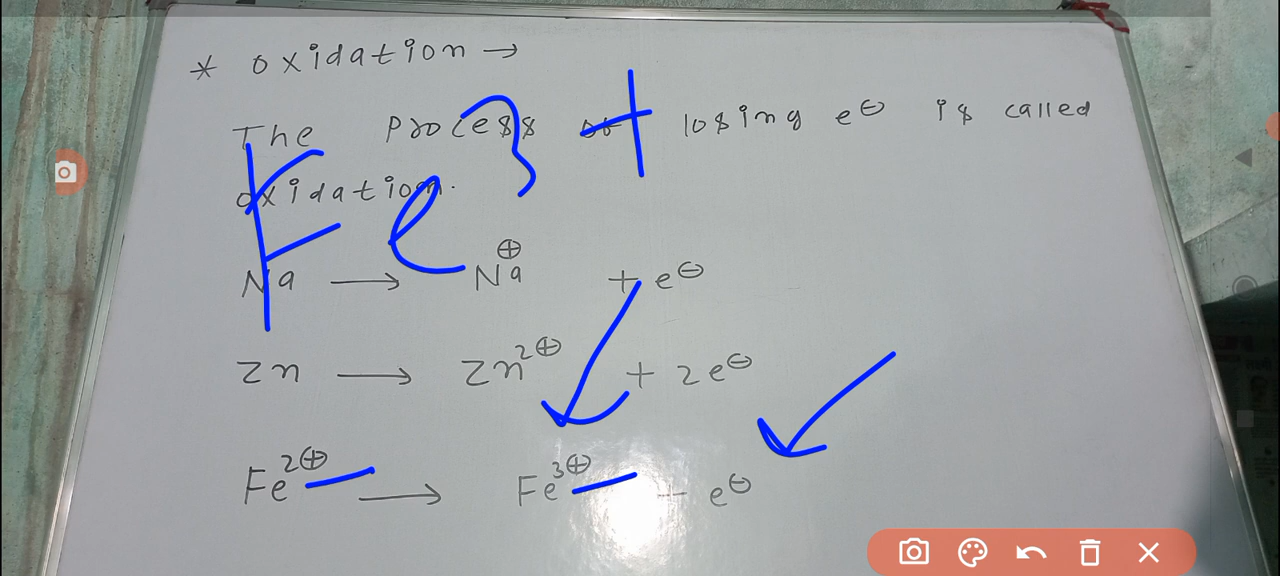 * oxidation →
The process of losing e⊖ is called
oxidation.
Na → Na⊕ + e⊖
Zn → Zn2⊕ + 2e⊖
Fe2⊕ → Fe3⊕ + e⊖
Fe3+